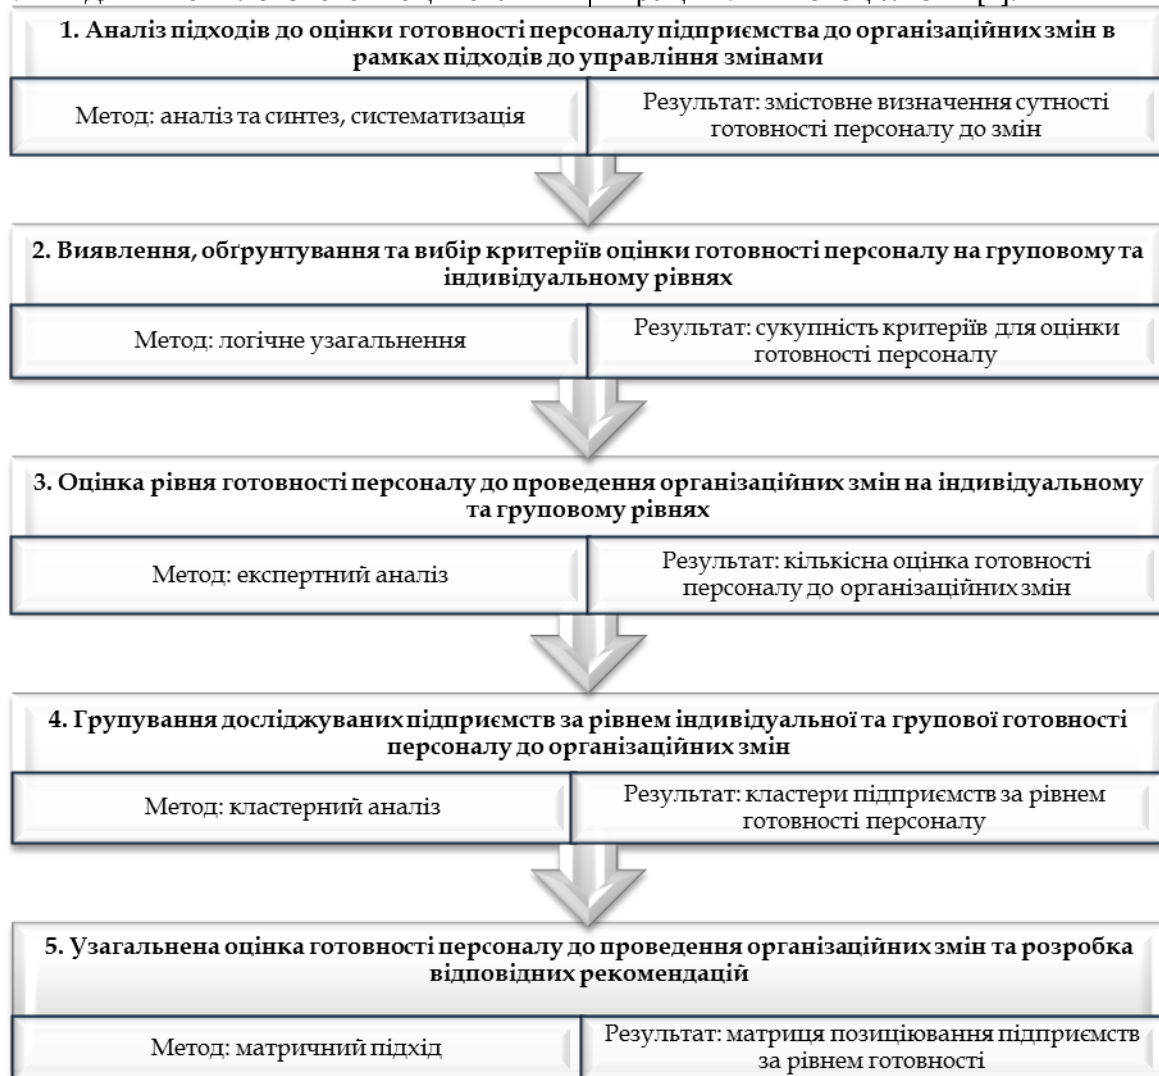 1. Аналіз підходів до оцінки готовності персоналу підприємства до організаційних змін в
рамках підходів до управління змінами
Метод: аналіз та синтез, систематизація
Результат: змістовне визначення сутності
готовності персоналу до змін
2. Виявлення, обґрунтування та вибір критеріїв оцінки готовності персоналу на груповому та
індивідуальному рівнях
Метод: логічне узагальнення
Результат: сукупність критеріїв для оцінки
готовності персоналу
3. Оцінка рівня готовності персоналу до проведення організаційних змін на індивідуальному
та груповому рівнях
Метод: експертний аналіз
Результат: кількісна оцінка готовності
персоналу до організаційних змін
4. Групування досліджуваних підприємств за рівнем індивідуальної та групової готовності
персоналу до організаційних змін
Метод: кластерний аналіз
Результат: кластери підприємств за рівнем
готовності персоналу
5. Узагальнена оцінка готовності персоналу до проведення організаційних змін та розробка
відповідних рекомендацій
Метод: матричний підхід
Результат: матриця позиціювання підприємств
за рівнем готовності